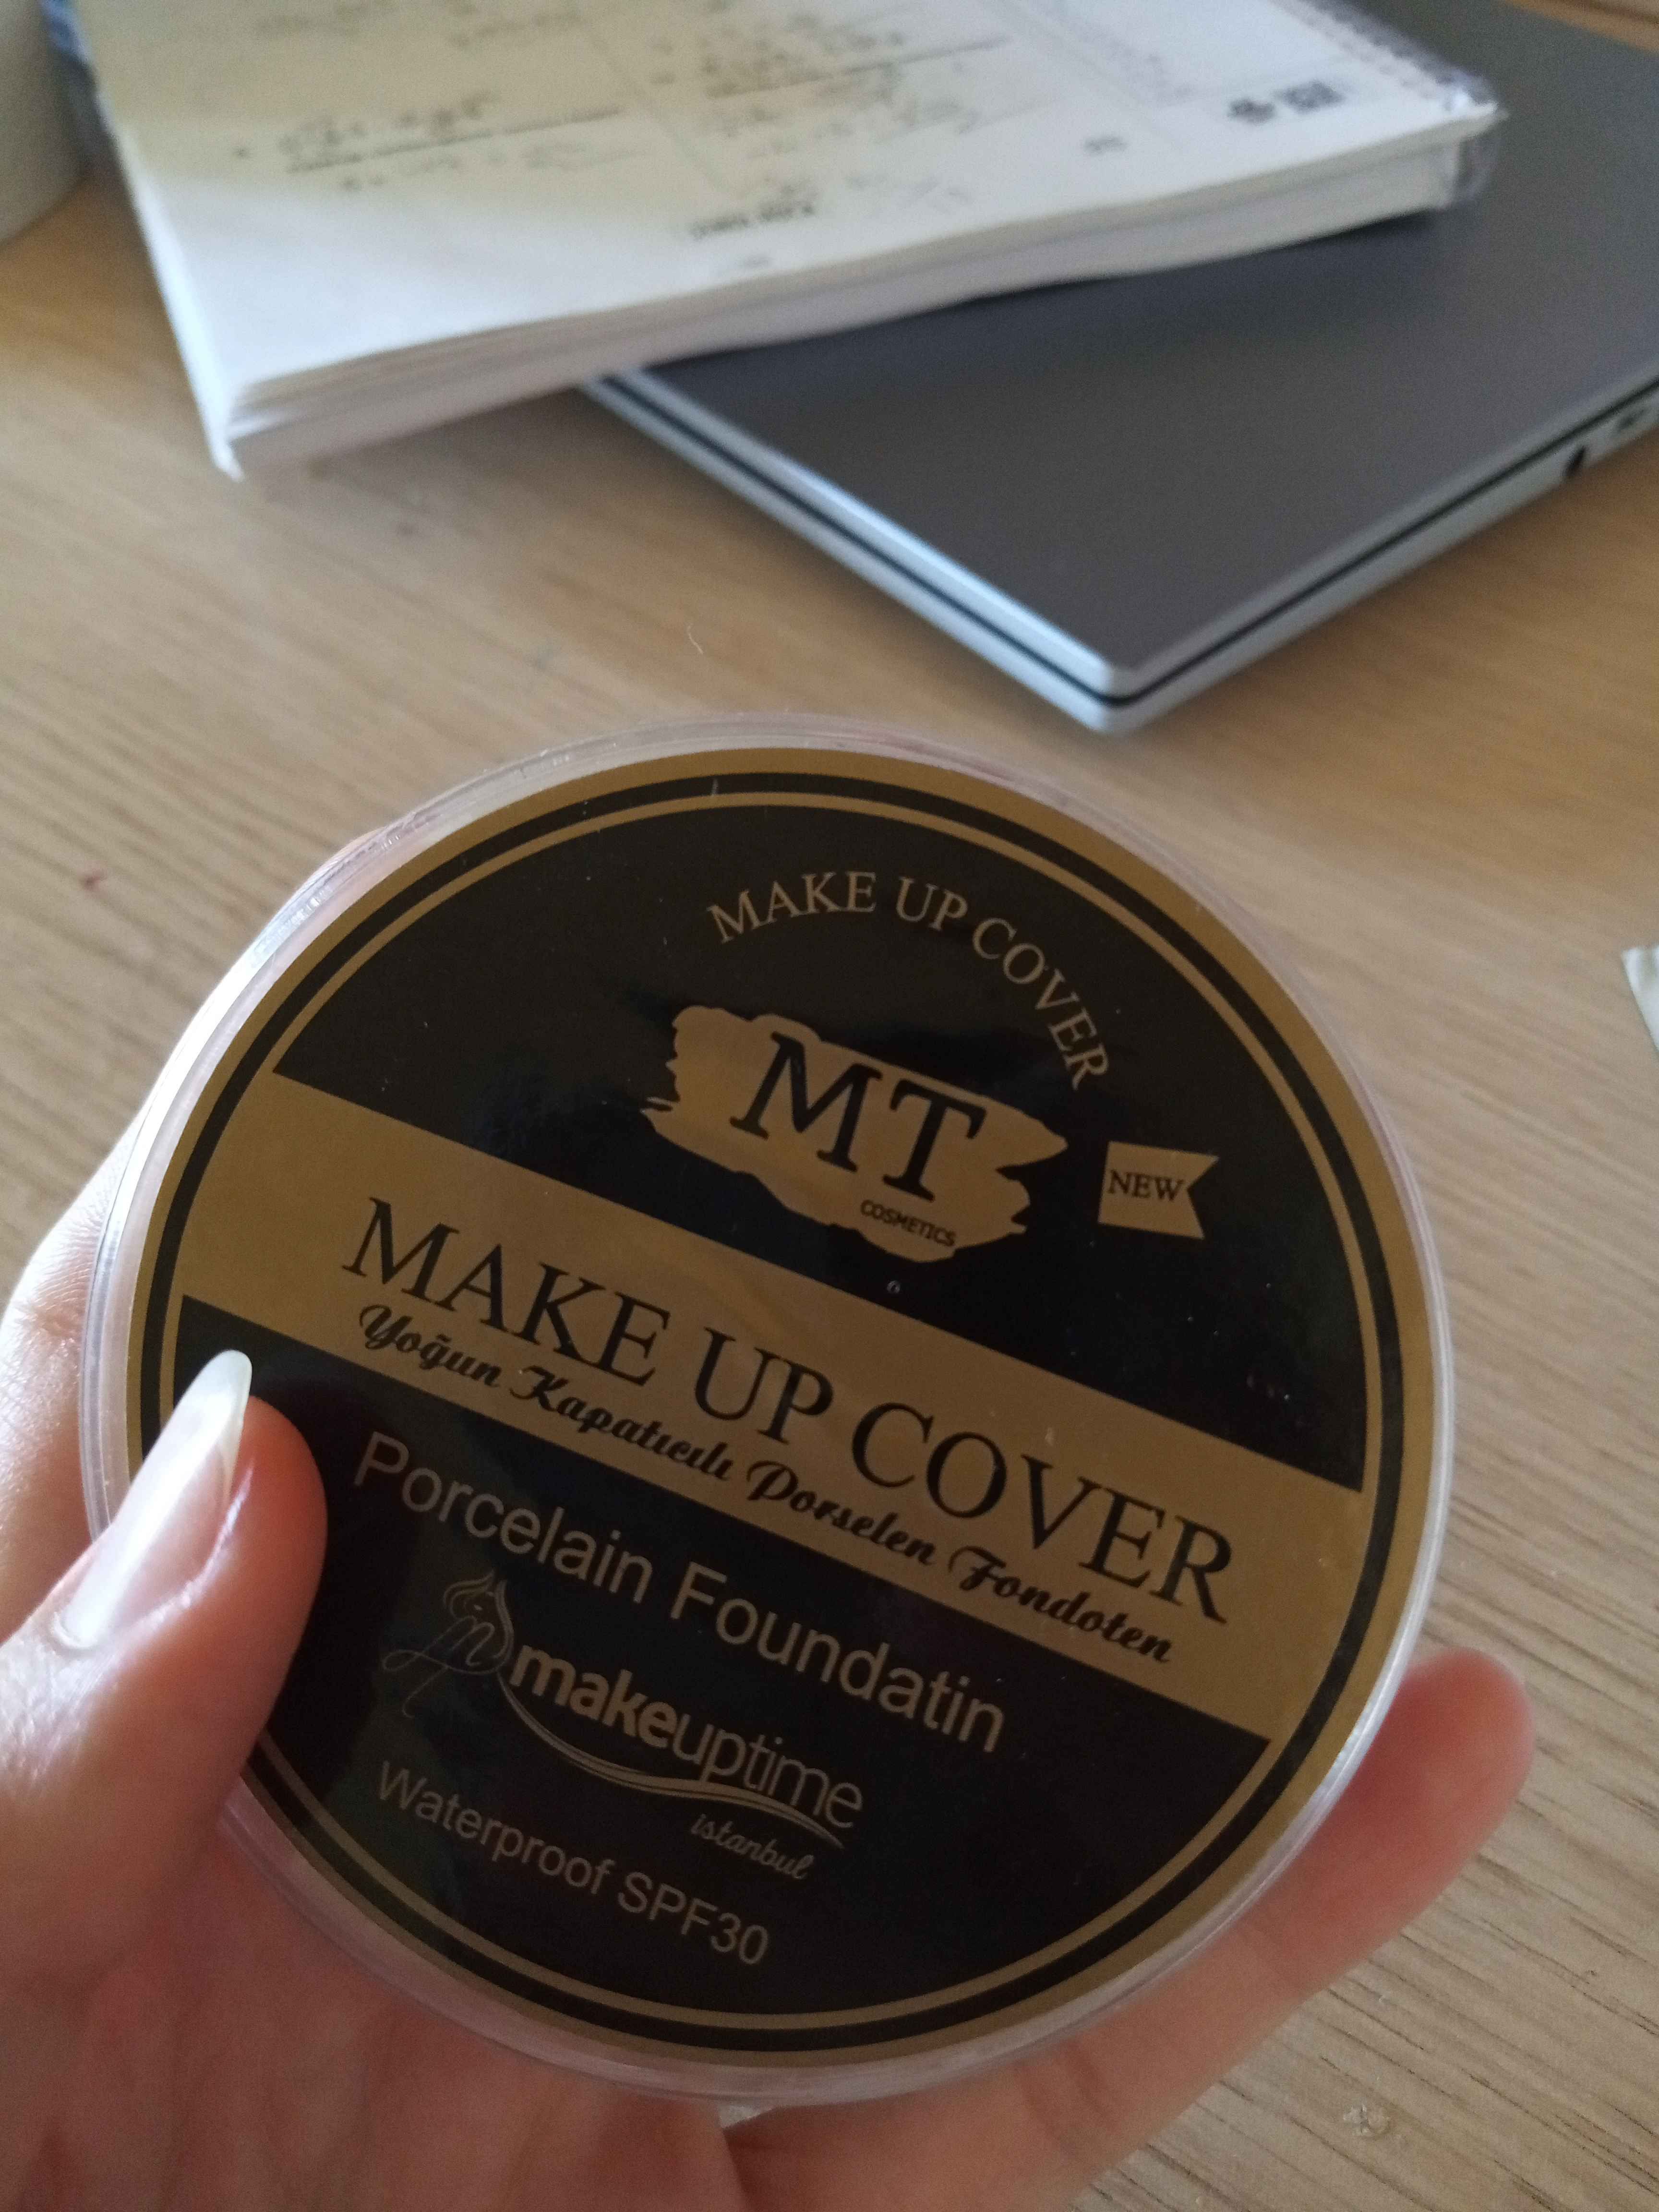 MAKE UP COVER
MT
COSMETICS
NEW
MAKE UP COVER
Yoğun Kapatıcılı Porselen Fondoten
Porcelain Foundatin
makeuptime
istanbul
Waterproof SPF30